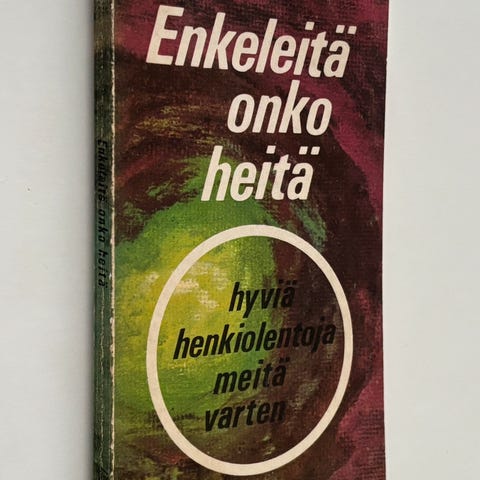 Enkeleitä
onko
heitä
hyviä
henkiolentoja
meitä
varten
Enkeleitä onko heitä